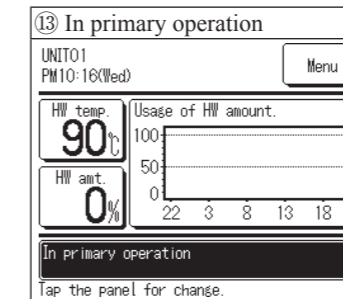 ⑬ In primary operation
UNIT01
PM10:16(Wed)
Menu
HW temp.
90℃
HW amt.
0%
Usage of HW amount.
100
50
0
22 3 8 13 18
In primary operation
Tap the panel for change.